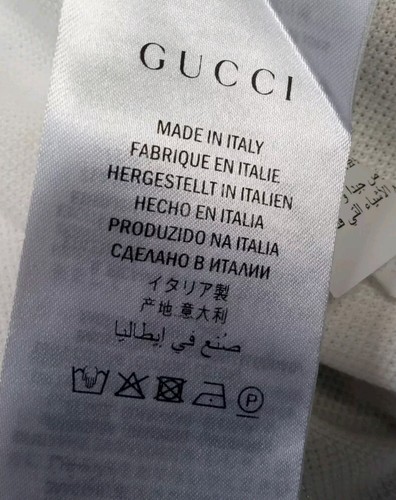 GUCCI
MADE IN ITALY
FABRIQUE EN ITALIE
HERGESTELLT IN ITALIEN
HECHO EN ITALIA
PRODUZIDO NA ITALIA
СДЕЛАНО В ИТАЛИИ
イタリア製
产地 意大利
صنع في إيطاليا
P